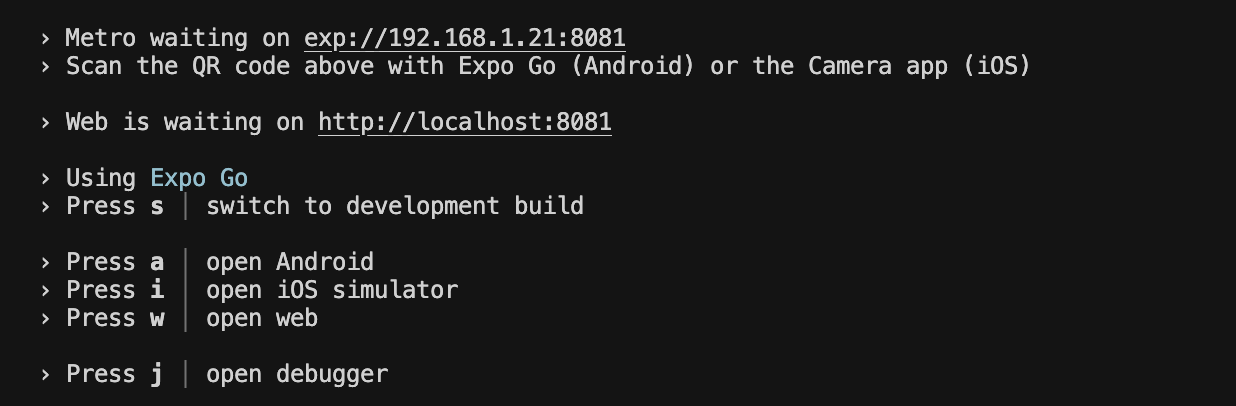 › Metro waiting on exp://192.168.1.21:8081
› Scan the QR code above with Expo Go (Android) or the Camera app (iOS)
› Web is waiting on http://localhost:8081
› Using Expo Go
› Press s │ switch to development build
› Press a │ open Android
› Press i │ open iOS simulator
› Press w │ open web
› Press j │ open debugger